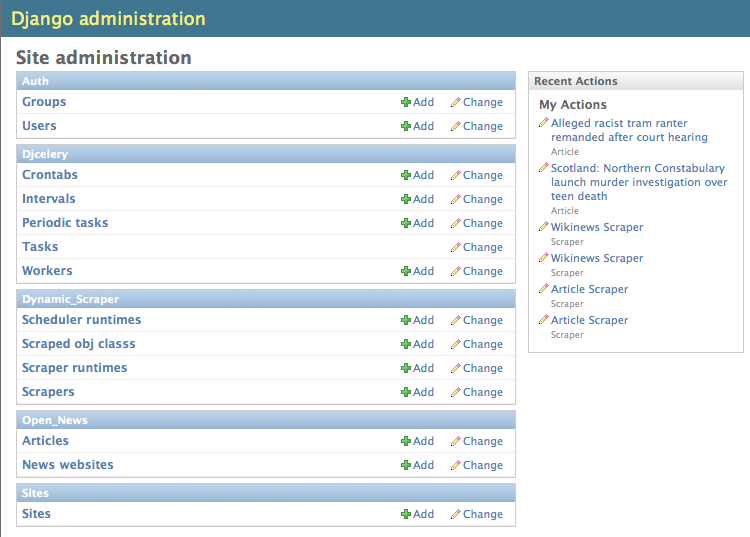 Django administration
Site administration
Auth
Groups Add Change
Users Add Change
Djcelery
Crontabs Add Change
Intervals Add Change
Periodic tasks Add Change
Tasks Change
Workers Add Change
Dynamic_Scraper
Scheduler runtimes Add Change
Scraped obj classs Add Change
Scraper runtimes Add Change
Scrapers Add Change
Open_News
Articles Add Change
News websites Add Change
Sites
Sites Add Change
Recent Actions
My Actions
Alleged racist tram ranter
remanded after court hearing
Article
Scotland: Northern Constabulary
launch murder investigation over
teen death
Article
Wikinews Scraper
Scraper
Wikinews Scraper
Scraper
Article Scraper
Scraper
Article Scraper
Scraper